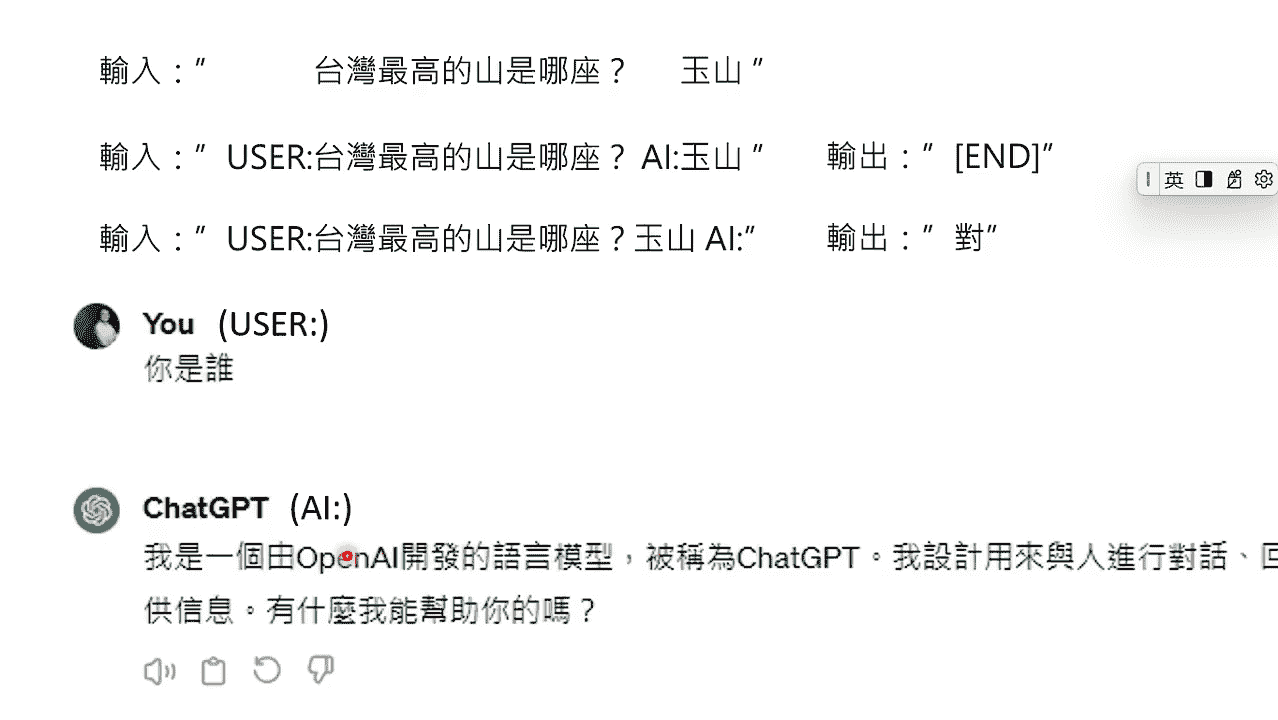 輸入：” 台灣最高的山是哪座？ 玉山 ”
輸入：” USER:台灣最高的山是哪座？ AI:玉山 ” 輸出：” [END]”
輸入：” USER:台灣最高的山是哪座？玉山 AI:” 輸出：” 對”
英
You (USER:)
你是誰
ChatGPT (AI:)
我是一個由OpenAI開發的語言模型，被稱為ChatGPT。我設計用來與人進行對話、回
供信息。有什麼我能幫助你的嗎？